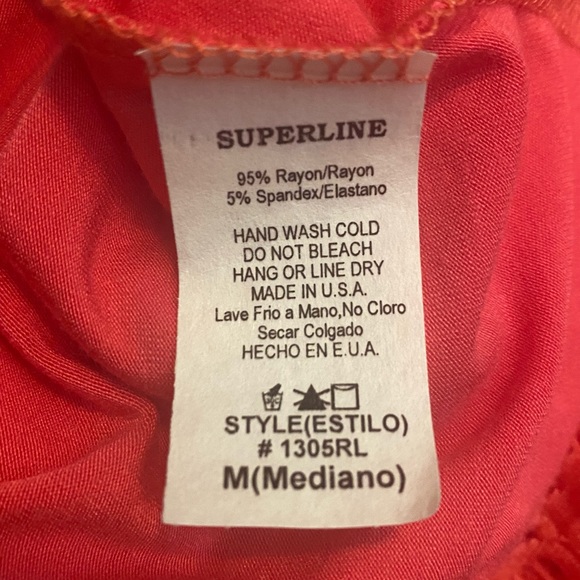 SUPERLINE
95% Rayon/Rayon
5% Spandex/Elastano
HAND WASH COLD
DO NOT BLEACH
HANG OR LINE DRY
MADE IN U.S.A.
Lave Frio a Mano,No Cloro
Secar Colgado
HECHO EN E.U.A.
STYLE(ESTILO)
# 1305RL
M(Mediano)